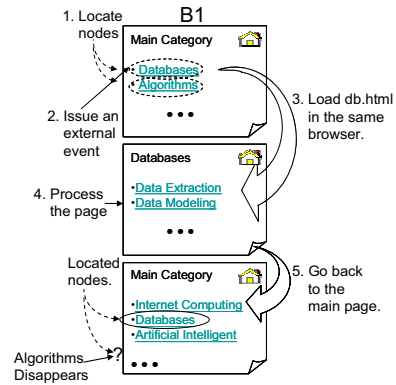 B1
1. Locate
nodes
Main Category
•Databases
•Algorithms
•••
2. Issue an
external
event
3. Load db.html
in the same
browser.
Databases
•Data Extraction
•Data Modeling
•••
4. Process
the page
Located
nodes.
Main Category
•Internet Computing
•Databases
•Artificial Intelligent
•••
5. Go back
to the
main page.
?
Algorithms
Disappears